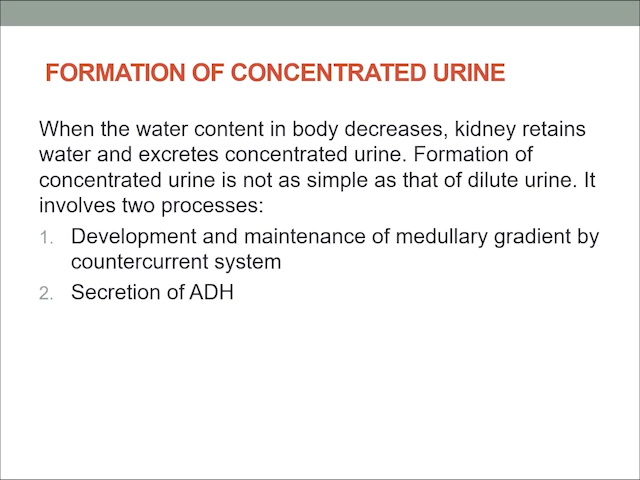 FORMATION OF CONCENTRATED URINE
When the water content in body decreases, kidney retains
water and excretes concentrated urine. Formation of
concentrated urine is not as simple as that of dilute urine. It
involves two processes:
1. Development and maintenance of medullary gradient by
countercurrent system
2. Secretion of ADH